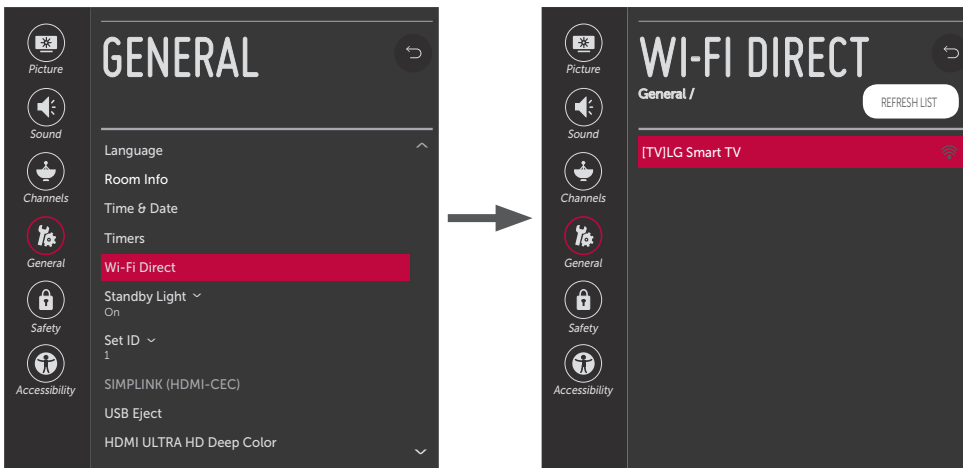 Picture
Sound
Channels
General
Safety
Accessibility
GENERAL
Language
Room Info
Time & Date
Timers
Wi-Fi Direct
Standby Light
On
Set ID
1
SIMPLINK (HDMI-CEC)
USB Eject
HDMI ULTRA HD Deep Color
Picture
Sound
Channels
General
Safety
Accessibility
WI-FI DIRECT
General /
REFRESH LIST
[TV]LG Smart TV